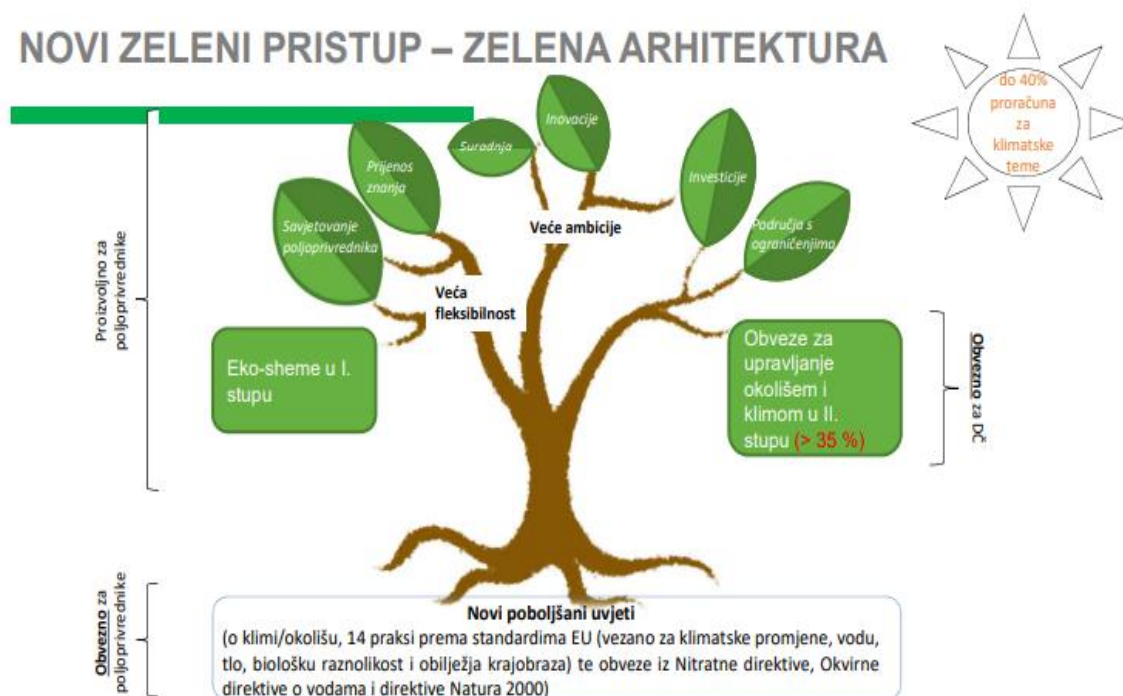 NOVI ZELENI PRISTUP – ZELENA ARHITEKTURA
do 40%
proračuna
za
klimatske
teme
Inovacije
Suradnja
Prijenos
znanja
Investicije
Savjetovanje
poljoprivrednika
Područja s
ograničenjima
Veće ambicije
Veća
fleksibilnost
Proizvoljno za
poljoprivrednike
Eko-sheme u I.
stupu
Obveze za
upravljanje
okolišem i
klimom u II.
stupu (> 35 %)
Obvezno za DČ
Obvezno za
poljoprivrednike
Novi poboljšani uvjeti
(o klimi/okolišu, 14 praksi prema standardima EU (vezano za klimatske promjene, vodu,
tlo, biološku raznolikost i obilježja krajobraza) te obveze iz Nitratne direktive, Okvirne
direktive o vodama i direktive Natura 2000)